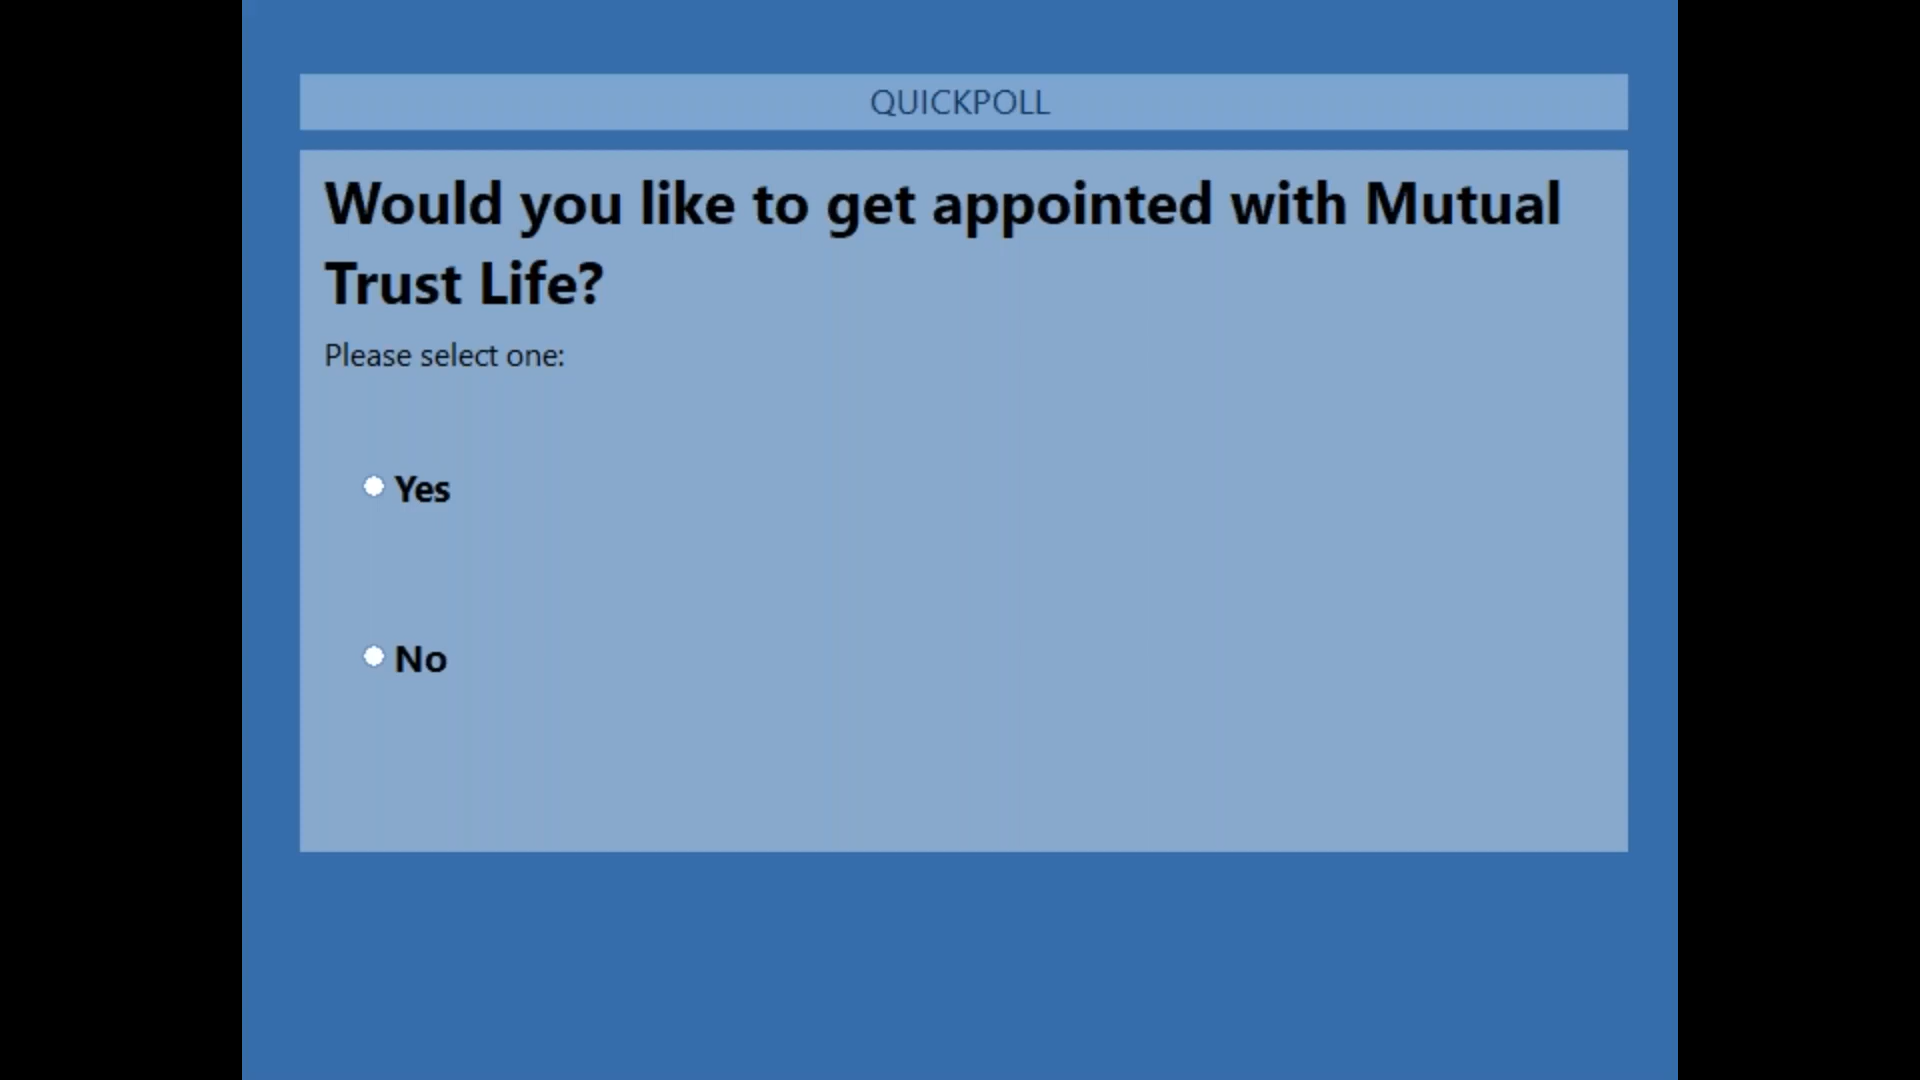 QUICKPOLL
Would you like to get appointed with Mutual
Trust Life?
Please select one:
Yes
No